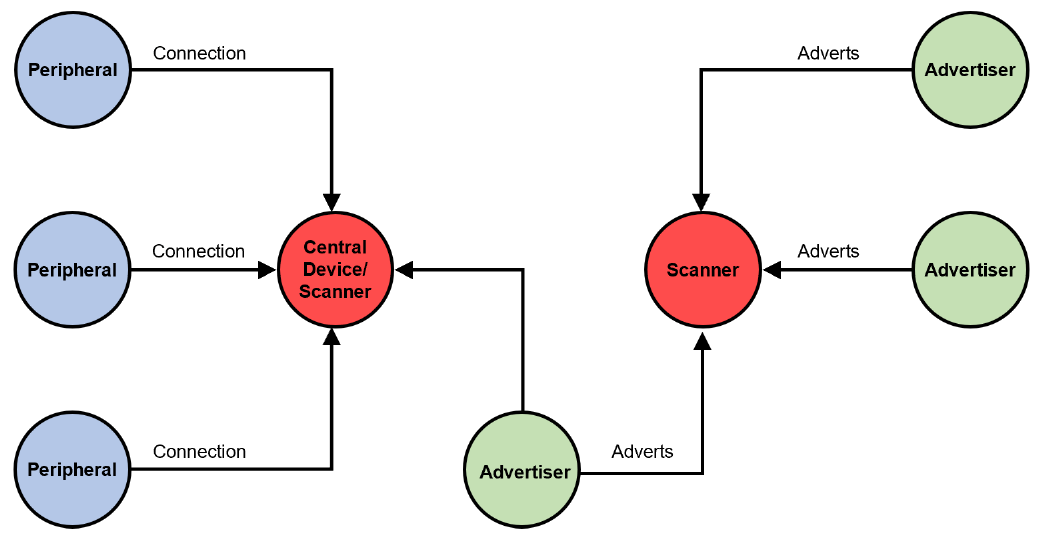 Connection
Adverts
Peripheral
Advertiser
Connection
Adverts
Peripheral
Central
Device/
Scanner
Scanner
Advertiser
Connection
Adverts
Peripheral
Advertiser